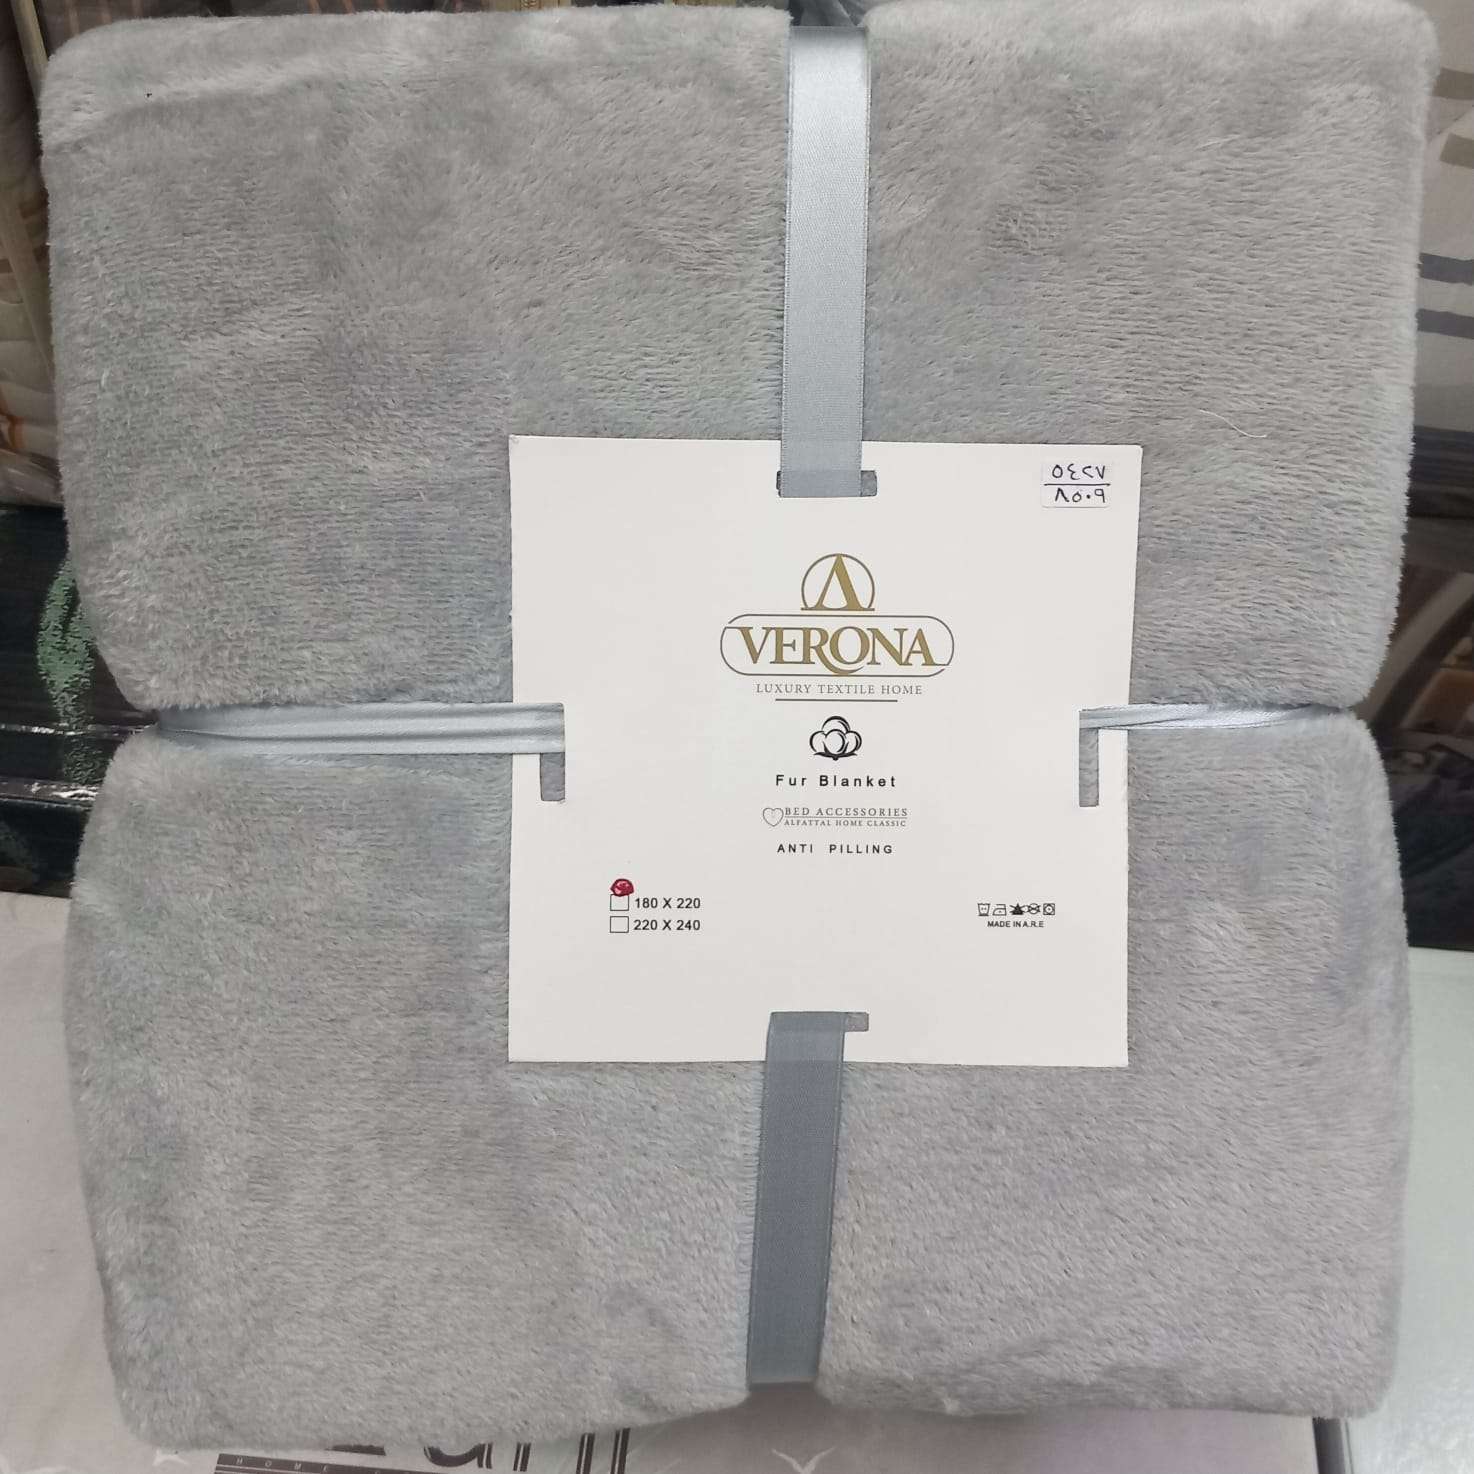 ٥٤٢٧
٨٥٠٩
VERONA
LUXURY TEXTILE HOME
Fur Blanket
BED ACCESSORIES
ALFATTAL HOME CLASSIC
ANTI PILLING
180 X 220
220 X 240
MADE IN A.R.E
HOME